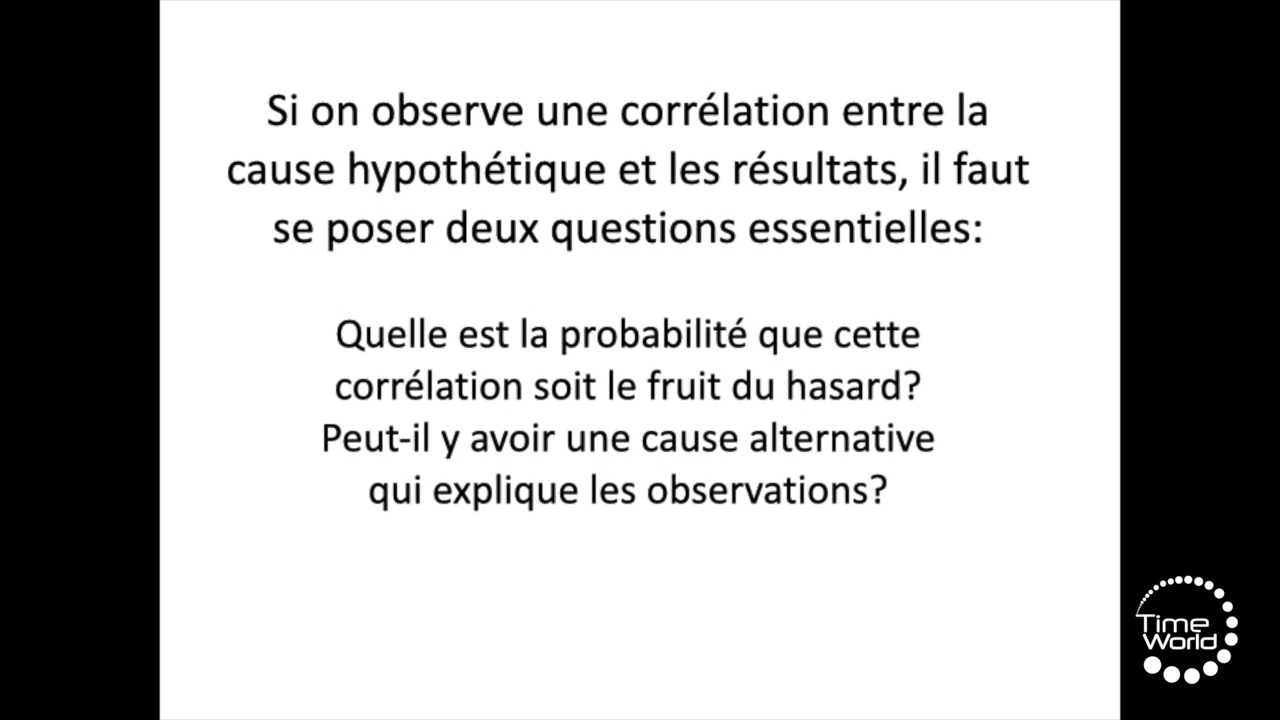 Si on observe une corrélation entre la
cause hypothétique et les résultats, il faut
se poser deux questions essentielles:
Quelle est la probabilité que cette
corrélation soit le fruit du hasard?
Peut-il y avoir une cause alternative
qui explique les observations?
Time
World